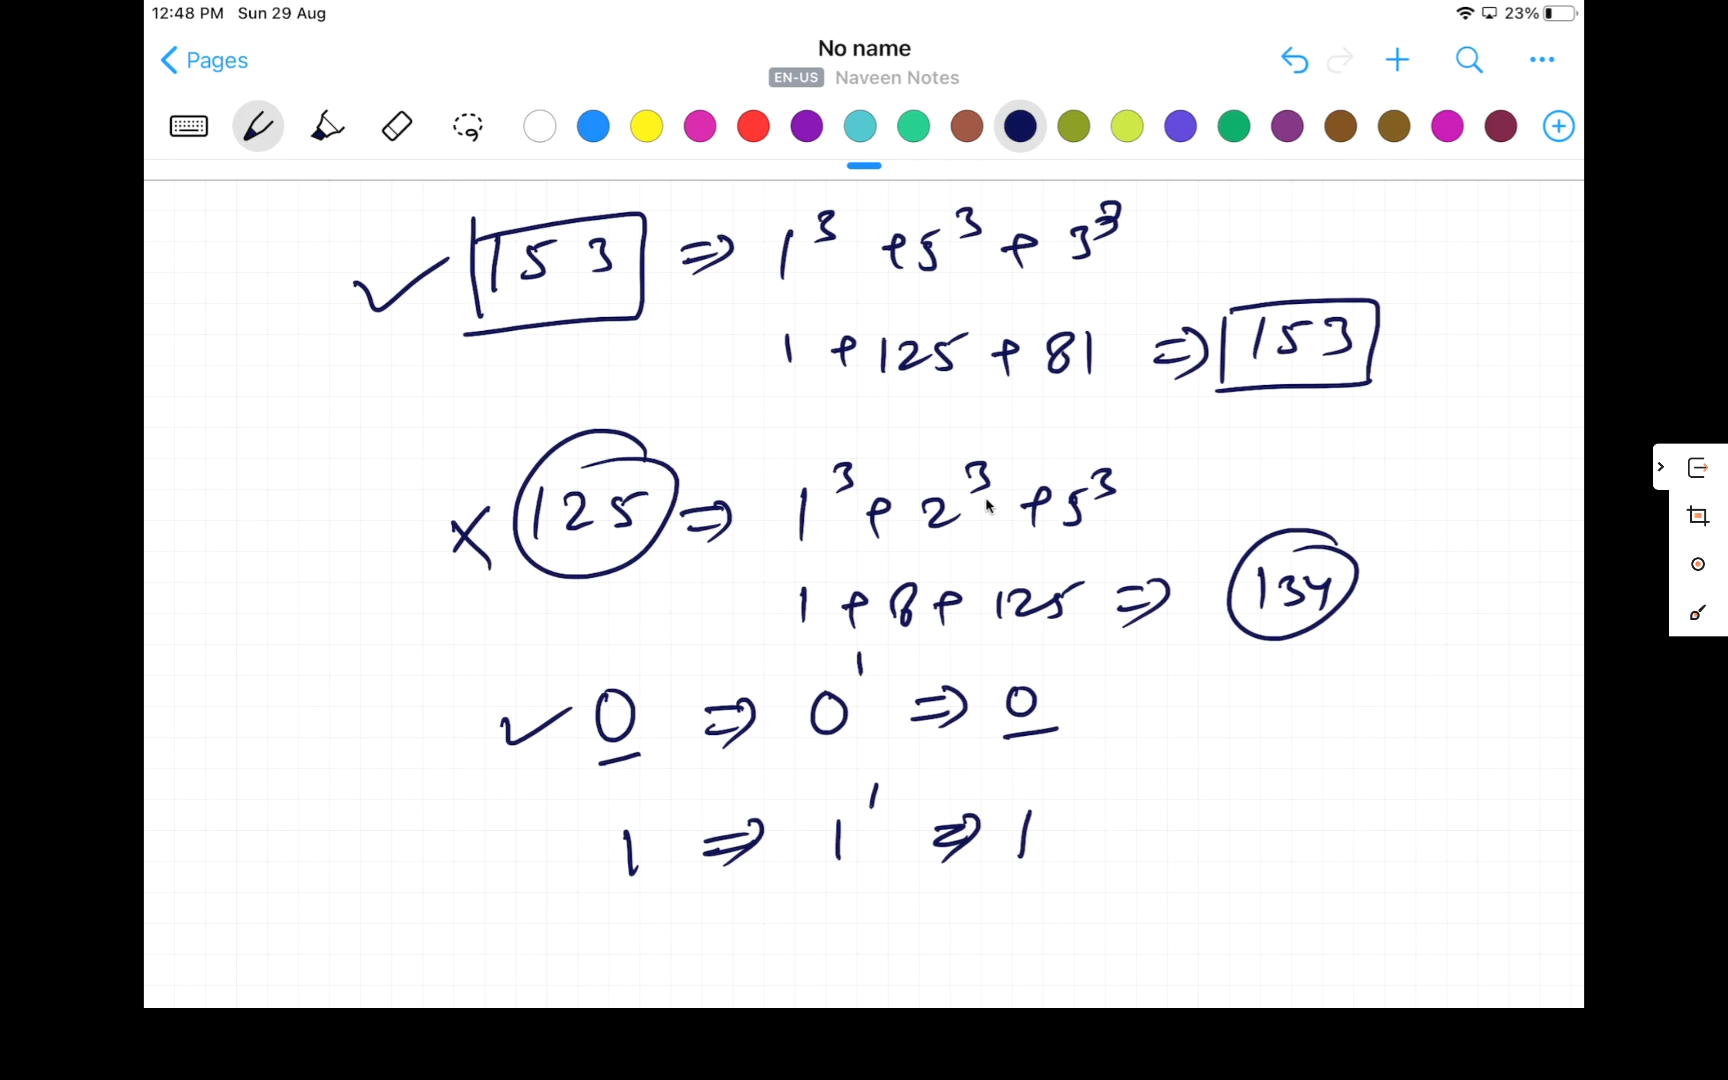 12:48 PM Sun 29 Aug 23%
Pages
No name
EN-US Naveen Notes
✓ 153 ⇒ 1³ + 5³ + 3³
1 + 125 + 81 ⇒ 153
× 125 ⇒ 1³ + 2³ + 5³
1 + 8 + 125 ⇒ 134
✓ 0 ⇒ 0¹ ⇒ 0
1 ⇒ 1¹ ⇒ 1